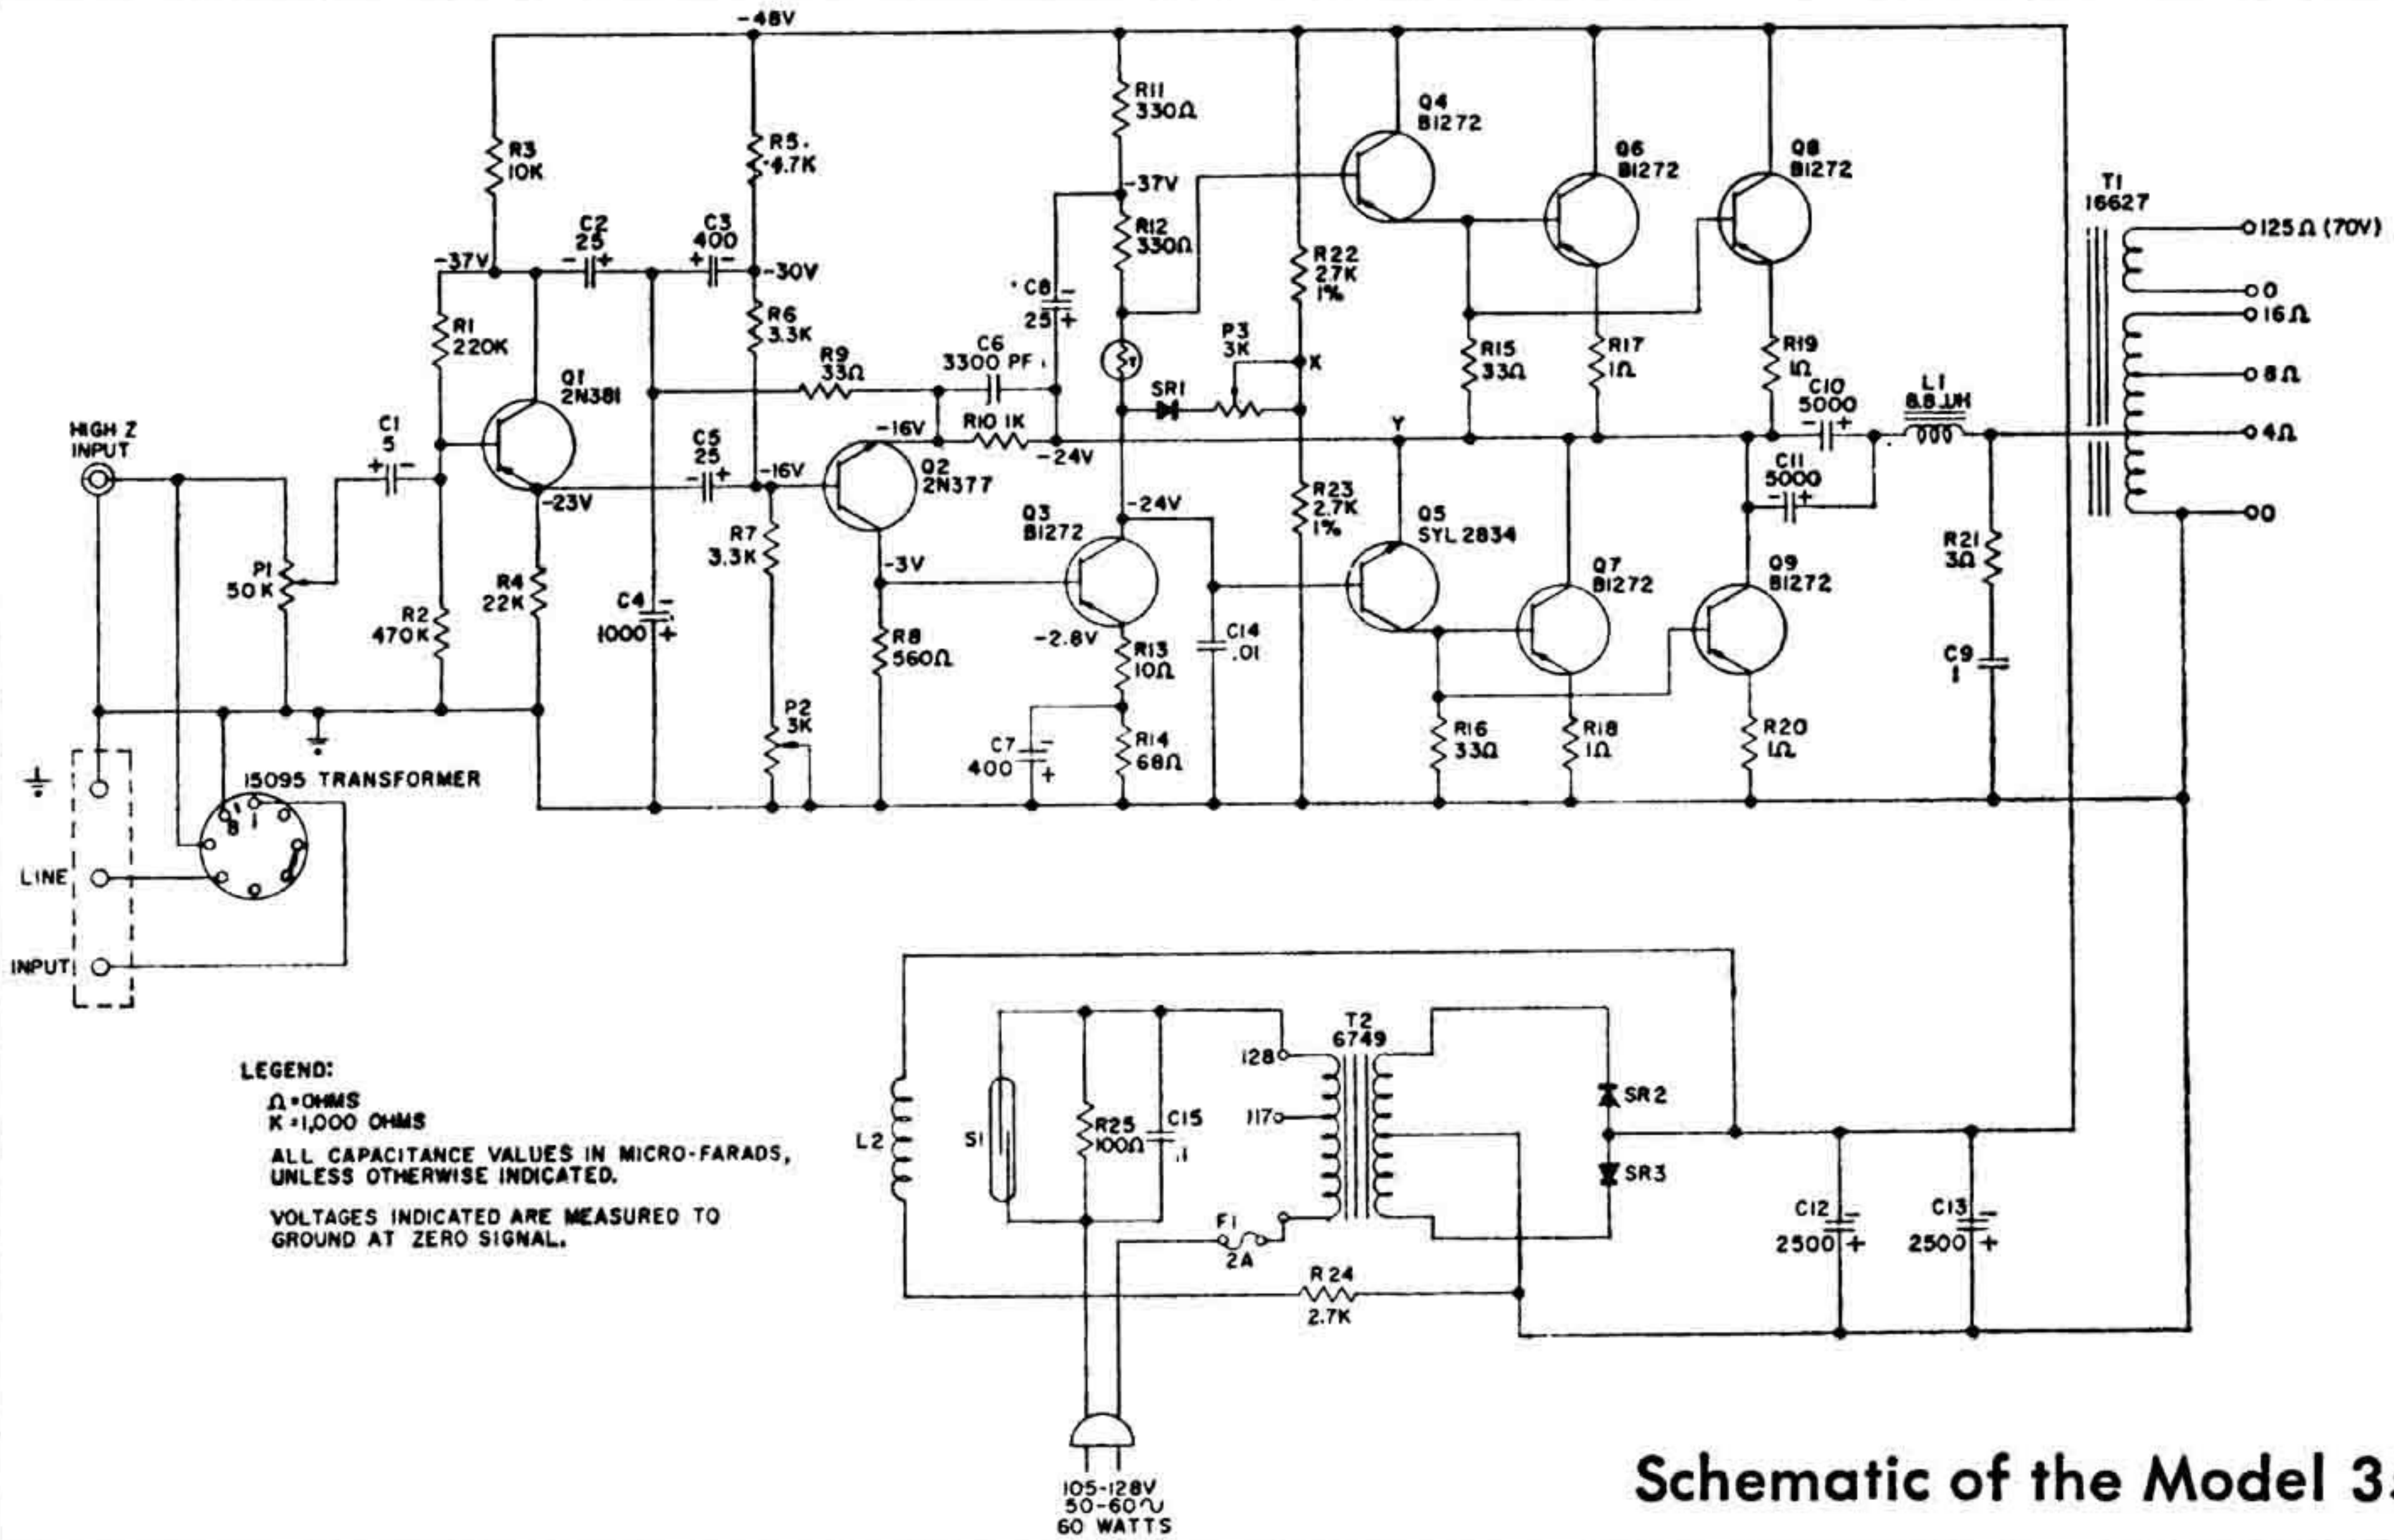 -48V
R3
10K
R5.
4.7K
R11
330Ω
Q4
B1272
Q6
B1272
Q8
B1272
T1
16627
125Ω (70V)
-37V
R12
330Ω
C2
25
- +
C3
400
+ -
-37V
-30V
R22
2.7K
1%
0
16Ω
C8 -
25 +
R1
220K
R6
3.3K
P3
3K
X
R15
33Ω
R17
1Ω
R19
1Ω
8Ω
C6
3300 PF
R9
33Ω
T
SR1
Q1
2N381
C10
5000
- +
L1
8.8 UH
4Ω
HIGH Z
INPUT
C1
5
+ -
-16V
R10 1K
-24V
Y
C5
25
- +
-16V
Q2
2N377
C11
5000
- +
-23V
-24V
R23
2.7K
1%
0
Q3
B1272
Q5
SYL 2834
R7
3.3K
R21
3Ω
P1
50K
R4
22K
-3V
Q7
B1272
Q9
B1272
R2
470K
C4 -
1000 +
R8
560Ω
-2.8V
R13
10Ω
C14
.01
C9
1
P2
3K
C7 -
400 +
R14
68Ω
R16
33Ω
R18
1Ω
R20
1Ω
15095 TRANSFORMER
8 1
LINE
INPUT
LEGEND:
Ω=OHMS
K=1,000 OHMS
ALL CAPACITANCE VALUES IN MICRO-FARADS,
UNLESS OTHERWISE INDICATED.
VOLTAGES INDICATED ARE MEASURED TO
GROUND AT ZERO SIGNAL.
T2
6749
128
117
L2
S1
R25
100Ω
C15
.1
SR2
SR3
F1
2A
C12 -
2500 +
C13 -
2500 +
R24
2.7K
105-128V
50-60∿
60 WATTS
Schematic of the Model 3